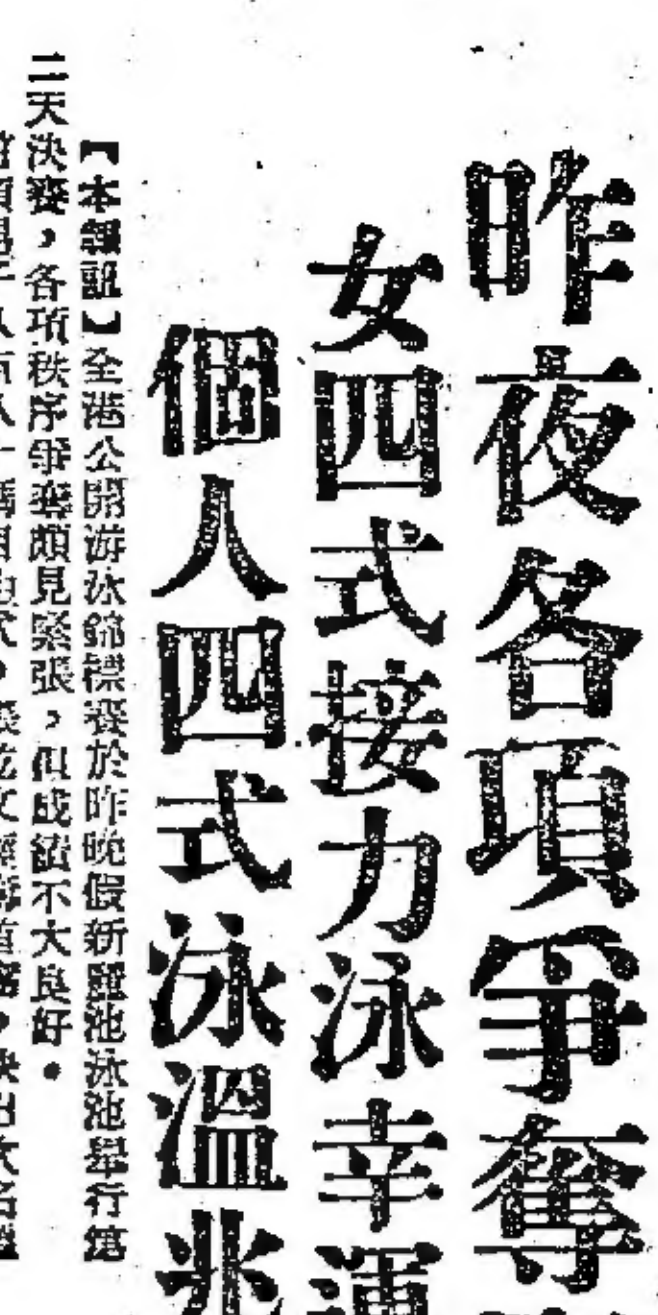 昨夜各項爭奪
女四式接力泳幸運
個人四式泳溫兆
【本報訊】全港公開游泳錦標賽於昨晚假新麗池泳池舉行第
二天決賽,各項秩序爭奪頗見緊張,但成績不大良好。